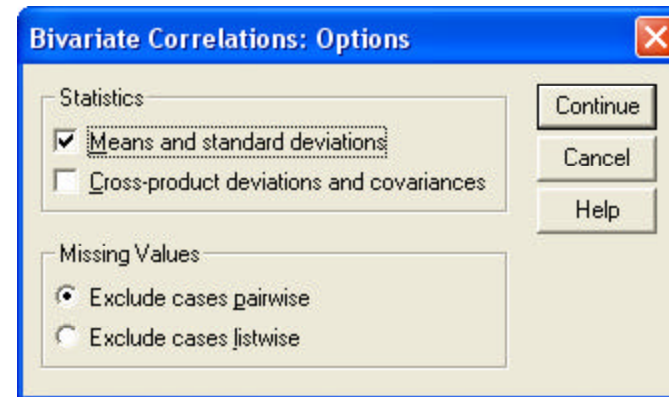 Bivariate Correlations: Options
Statistics
Means and standard deviations
Cross-product deviations and covariances
Continue
Cancel
Help
Missing Values
Exclude cases pairwise
Exclude cases listwise